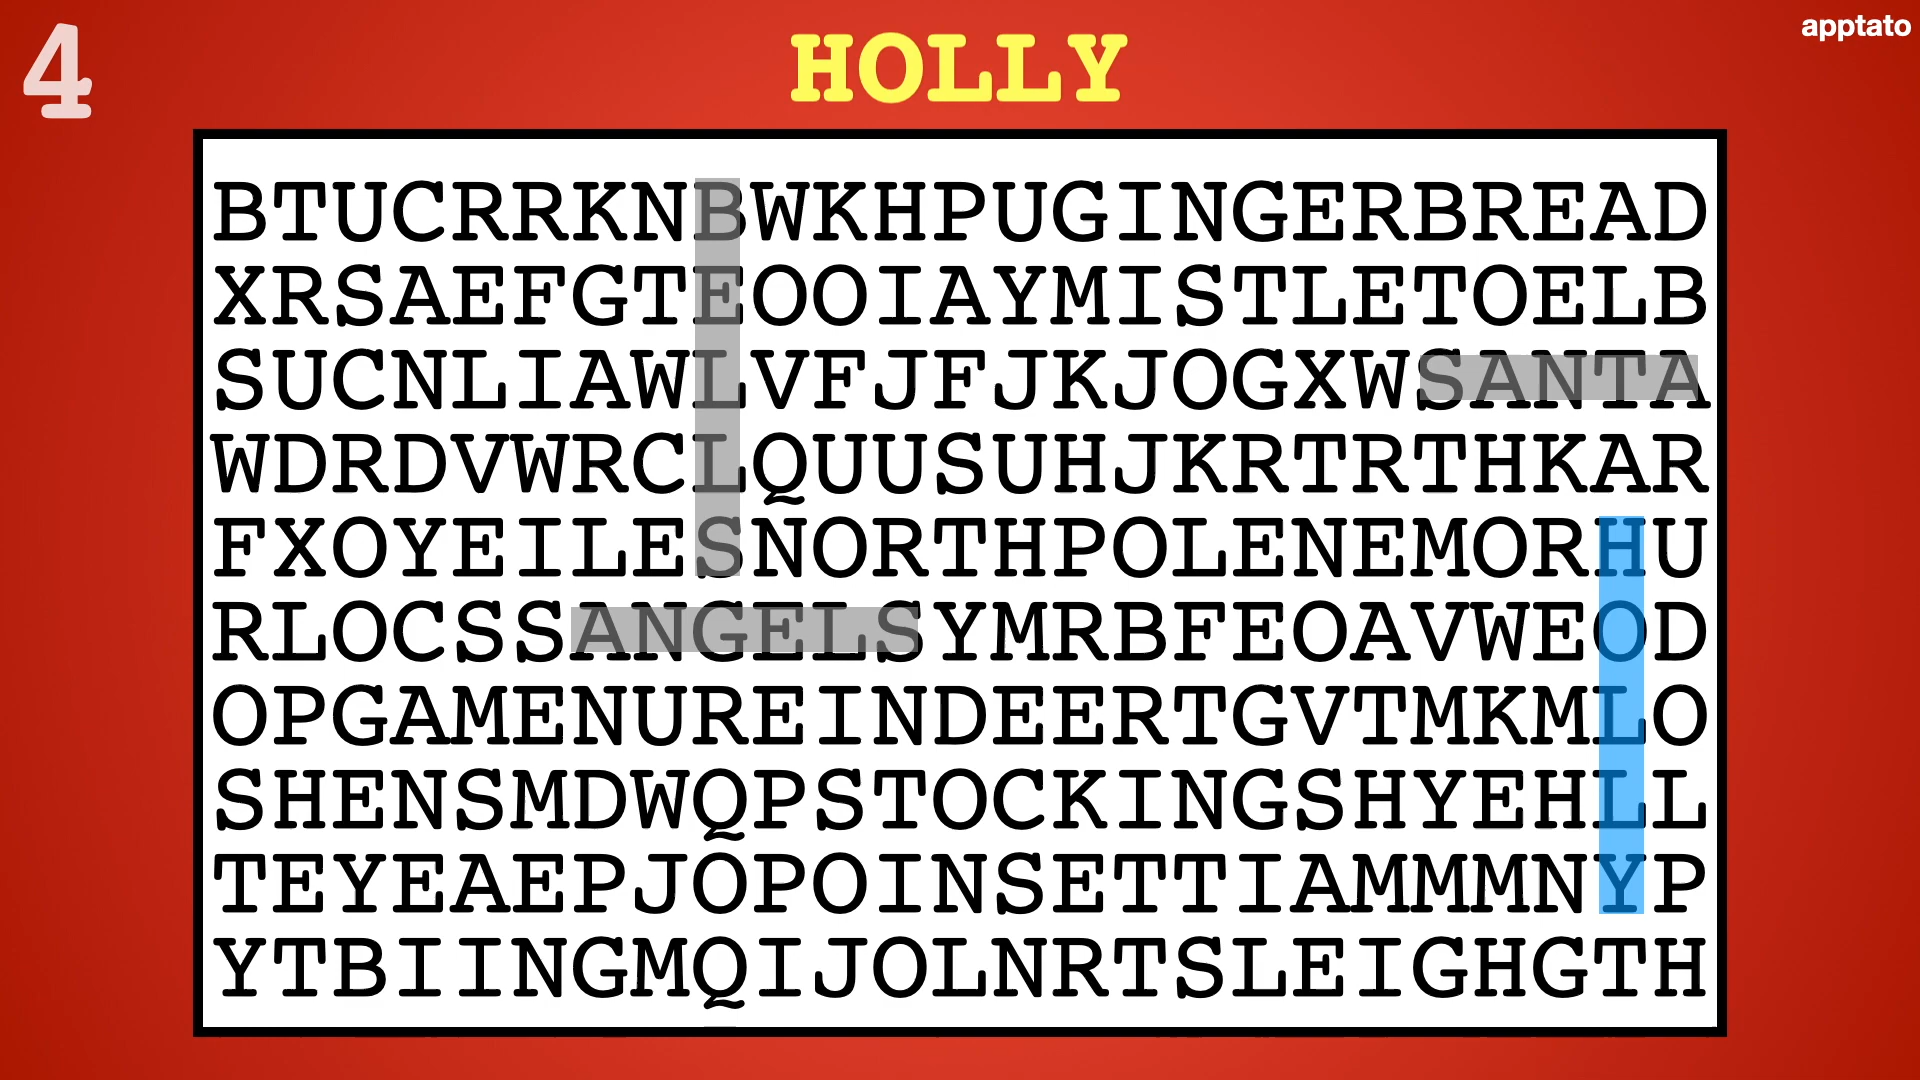 4
HOLLY
apptato
BTUCRRKNBWKHPUGINGERBREAD
XRSAEFGTEOOIAYMISTLETOELB
SUCNLIAWLVFJFJKJOGXWSANTA
WDRDVWRCLQUUSUHJKRTRTHKAR
FXOYEILESNORTHPOLENEMORHU
RLOCSSANGELSYMRBFEOAVWEOD
OPGAMENUREINDEERTGVTMKMLO
SHENSMDWQPSTOCKINGSHYEHLL
TEYEAEPJOPOINSETTIAMMMNYP
YTBIINGMQIJOLNRTSLEIGHGTH